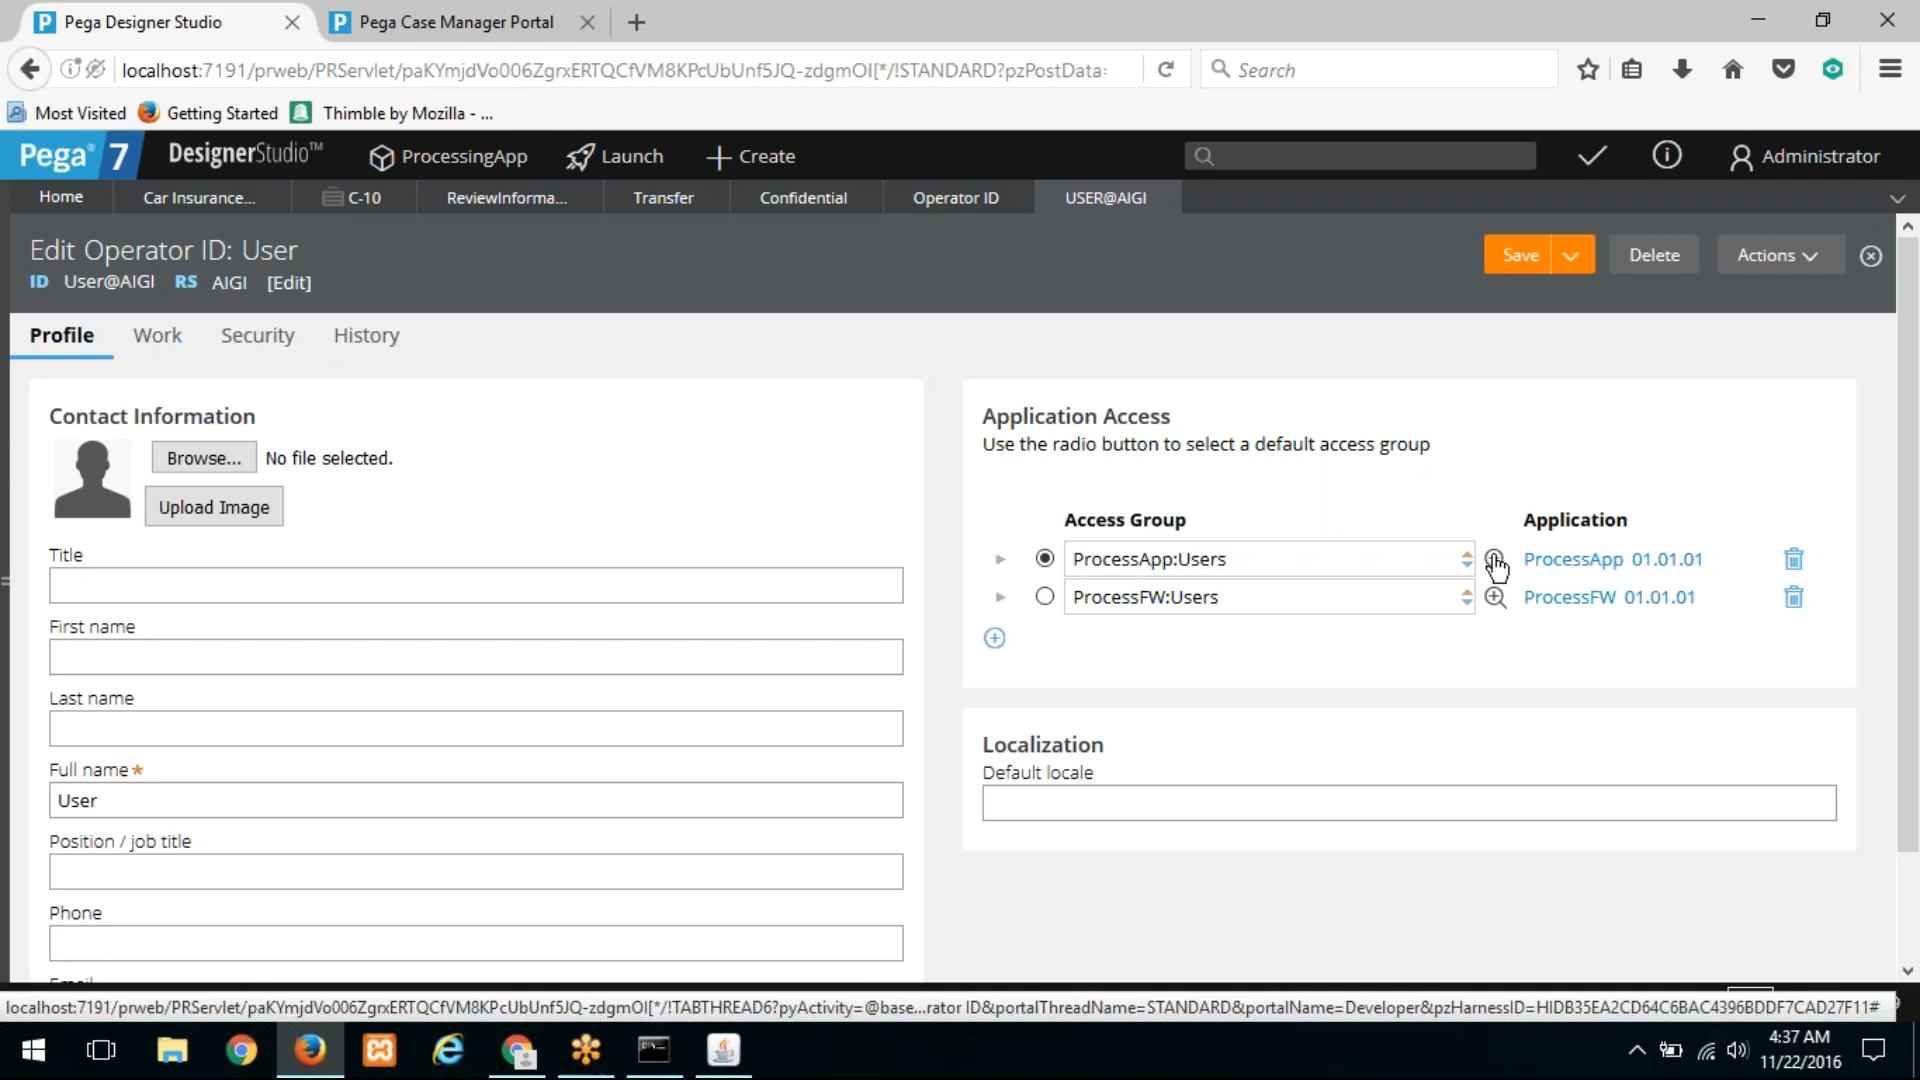 Pega Designer Studio
Pega Case Manager Portal
localhost:7191/prweb/PRServlet/paKYmjdVo006ZgrxERTQCfVM8KPcUbUnf5JQ-zdgmOI[*/!STANDARD?pzPostData:
Search
Most Visited
Getting Started
Thimble by Mozilla - ...
Pega® 7
DesignerStudio™
ProcessingApp
Launch
Create
Administrator
Home
Car Insurance...
C-10
ReviewInforma...
Transfer
Confidential
Operator ID
USER@AIGI
Edit Operator ID: User
ID User@AIGI RS AIGI [Edit]
Save
Delete
Actions
Profile
Work
Security
History
Contact Information
Browse... No file selected.
Upload Image
Title
First name
Last name
Full name*
User
Position / job title
Phone
Application Access
Use the radio button to select a default access group
Access Group
Application
ProcessApp:Users
ProcessApp 01.01.01
ProcessFW:Users
ProcessFW 01.01.01
Localization
Default locale
localhost:7191/prweb/PRServlet/paKYmjdVo006ZgrxERTQCfVM8KPcUbUnf5JQ-zdgmOI[*/!TABTHREAD6?pyActivity=@base...rator ID&portalThreadName=STANDARD&portalName=Developer&pzHarnessID=HIDB35EA2CD64C6BAC4396BDDF7CAD27F11#
4:37 AM
11/22/2016